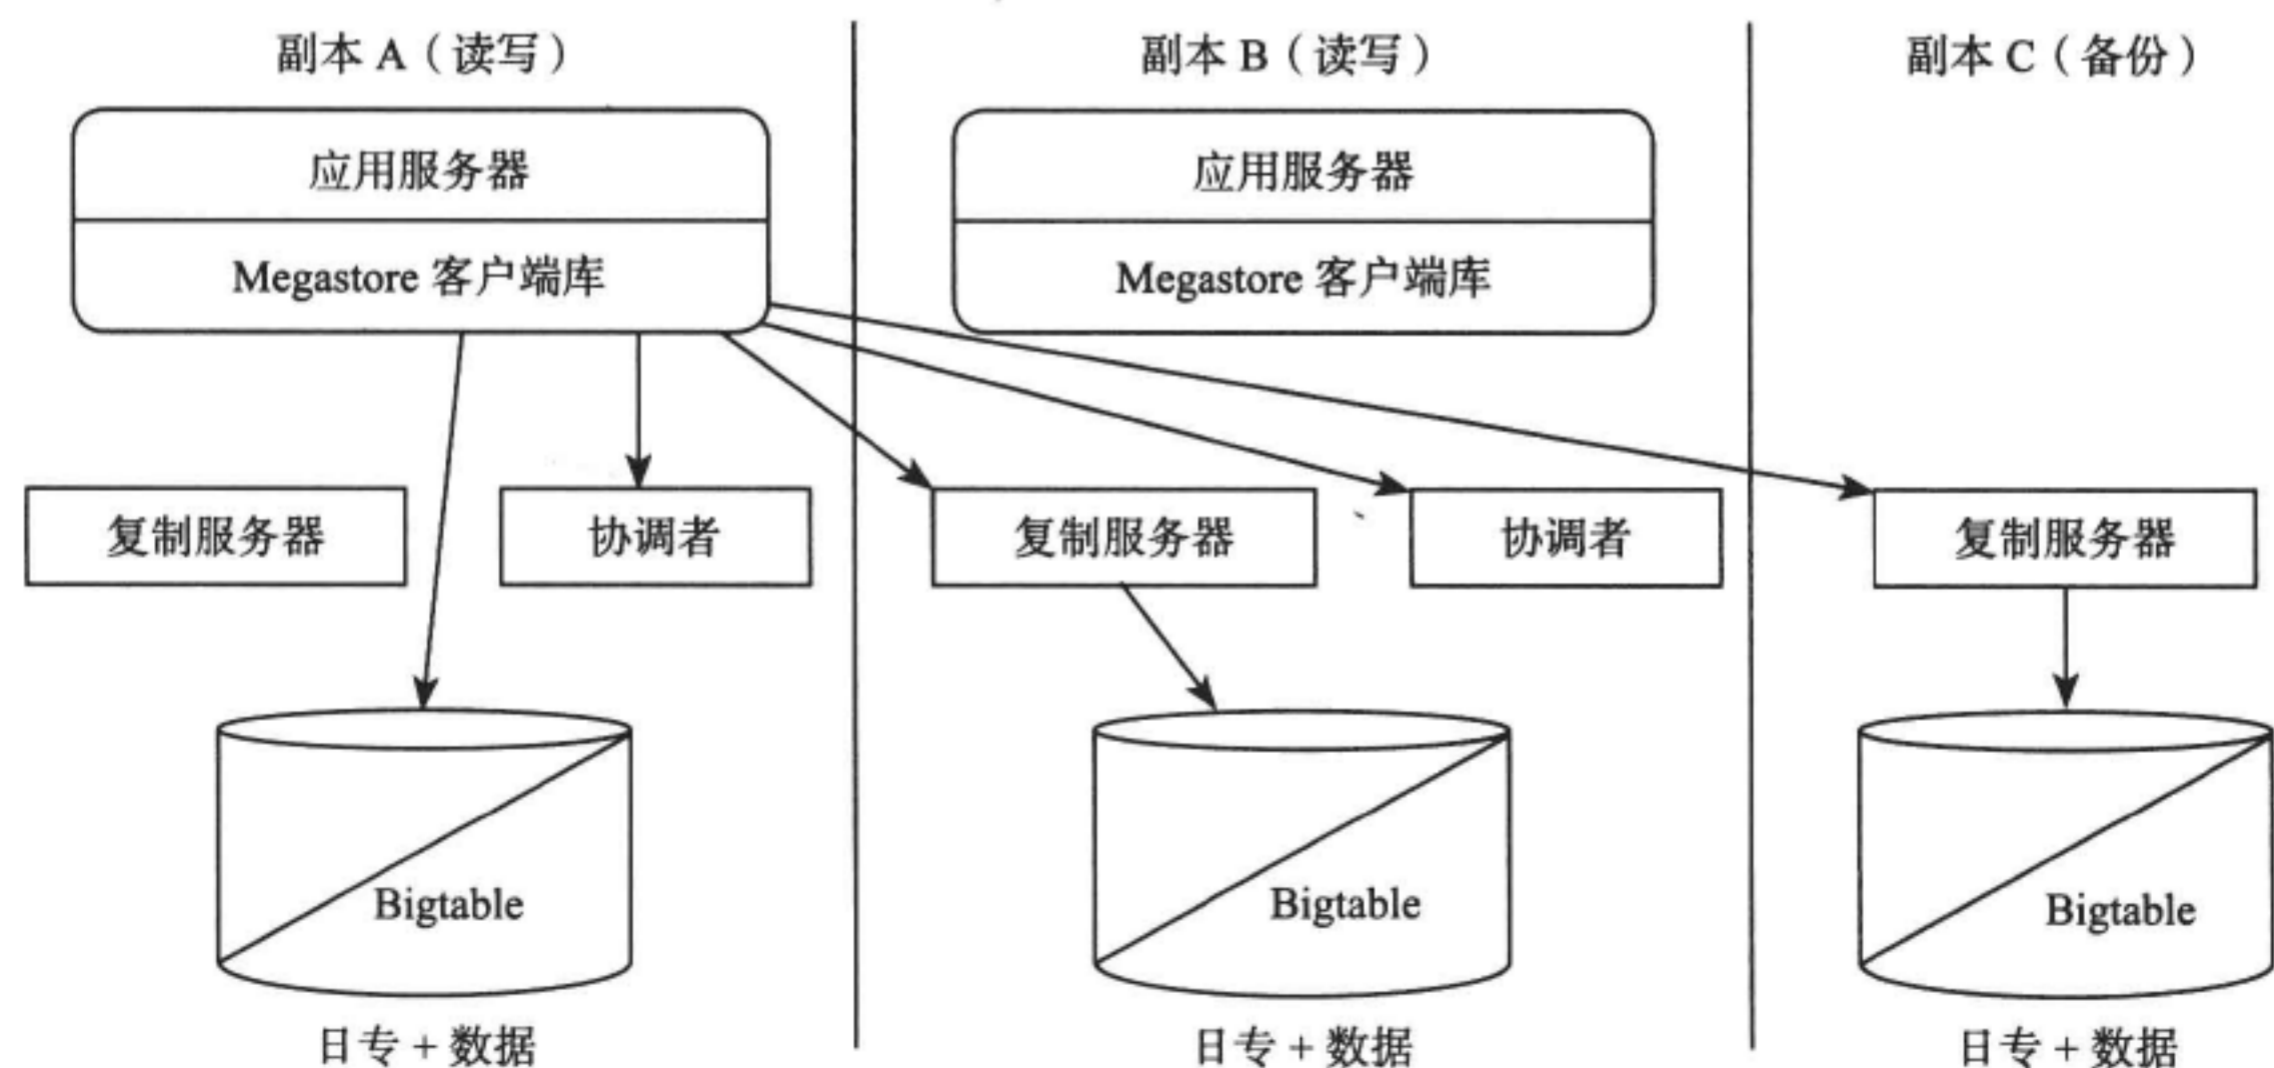 副本 A（读写）
副本 B（读写）
副本 C（备份）
应用服务器
Megastore 客户端库
应用服务器
Megastore 客户端库
复制服务器
协调者
复制服务器
协调者
复制服务器
Bigtable
Bigtable
Bigtable
日专 + 数据
日专 + 数据
日专 + 数据